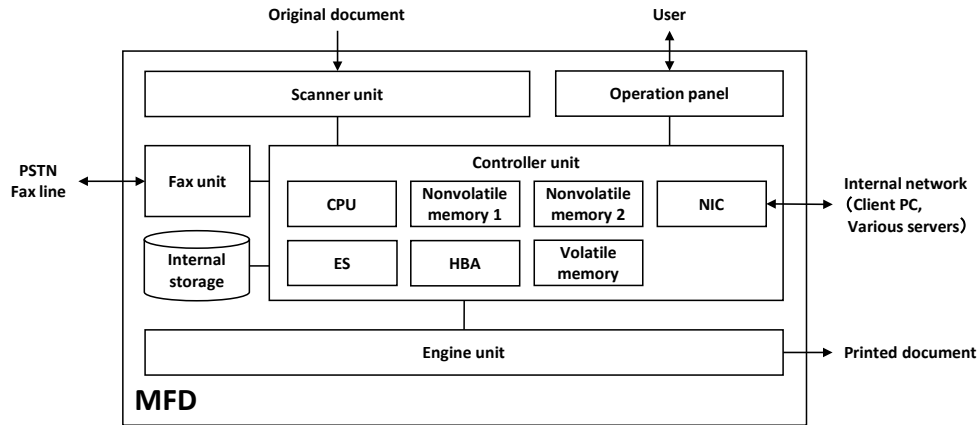 Original document
User
Scanner unit
Operation panel
PSTN
Fax line
Fax unit
Controller unit
CPU
Nonvolatile
memory 1
Nonvolatile
memory 2
NIC
Internal network
(Client PC,
Various servers)
Internal
storage
ES
HBA
Volatile
memory
Engine unit
Printed document
MFD